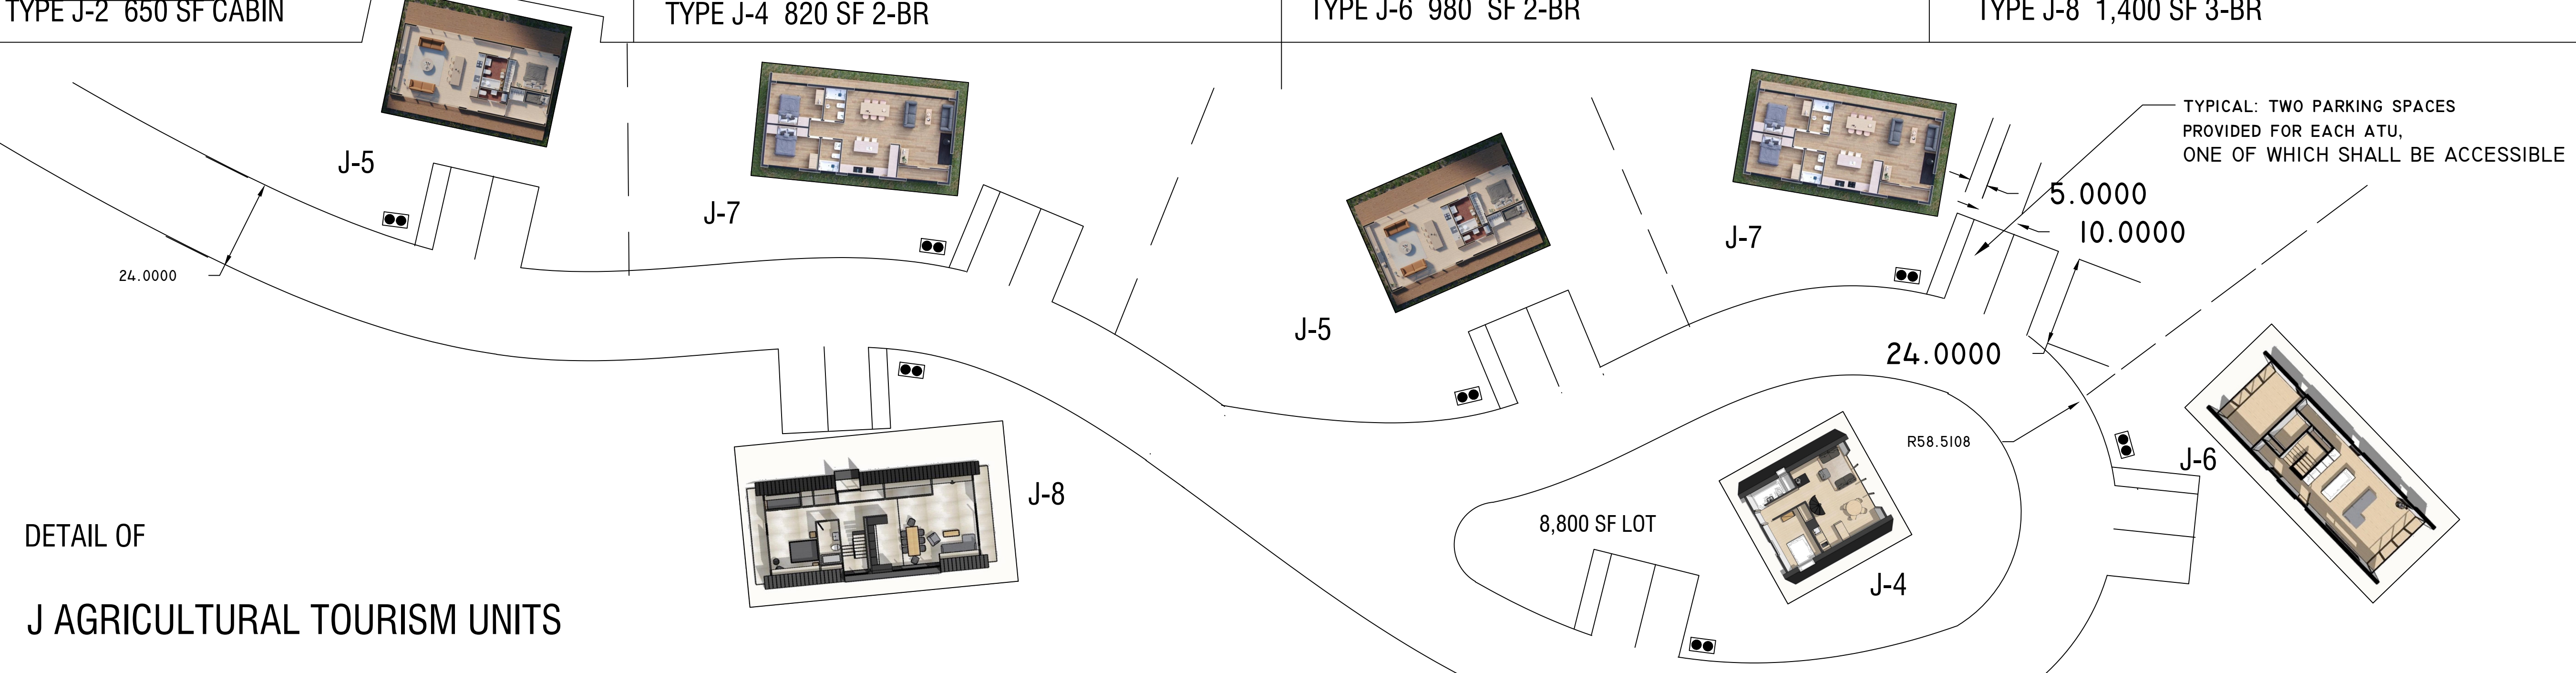 TYPE J-2 650 SF CABIN
TYPE J-4 820 SF 2-BR
TYPE J-6 980 SF 2-BR
TYPE J-8 1,400 SF 3-BR
TYPICAL: TWO PARKING SPACES
PROVIDED FOR EACH ATU,
ONE OF WHICH SHALL BE ACCESSIBLE
J-5
J-7
J-5
J-7
5.0000
10.0000
24.0000
24.0000
R58.5108
J-6
J-8
8,800 SF LOT
J-4
DETAIL OF
J AGRICULTURAL TOURISM UNITS